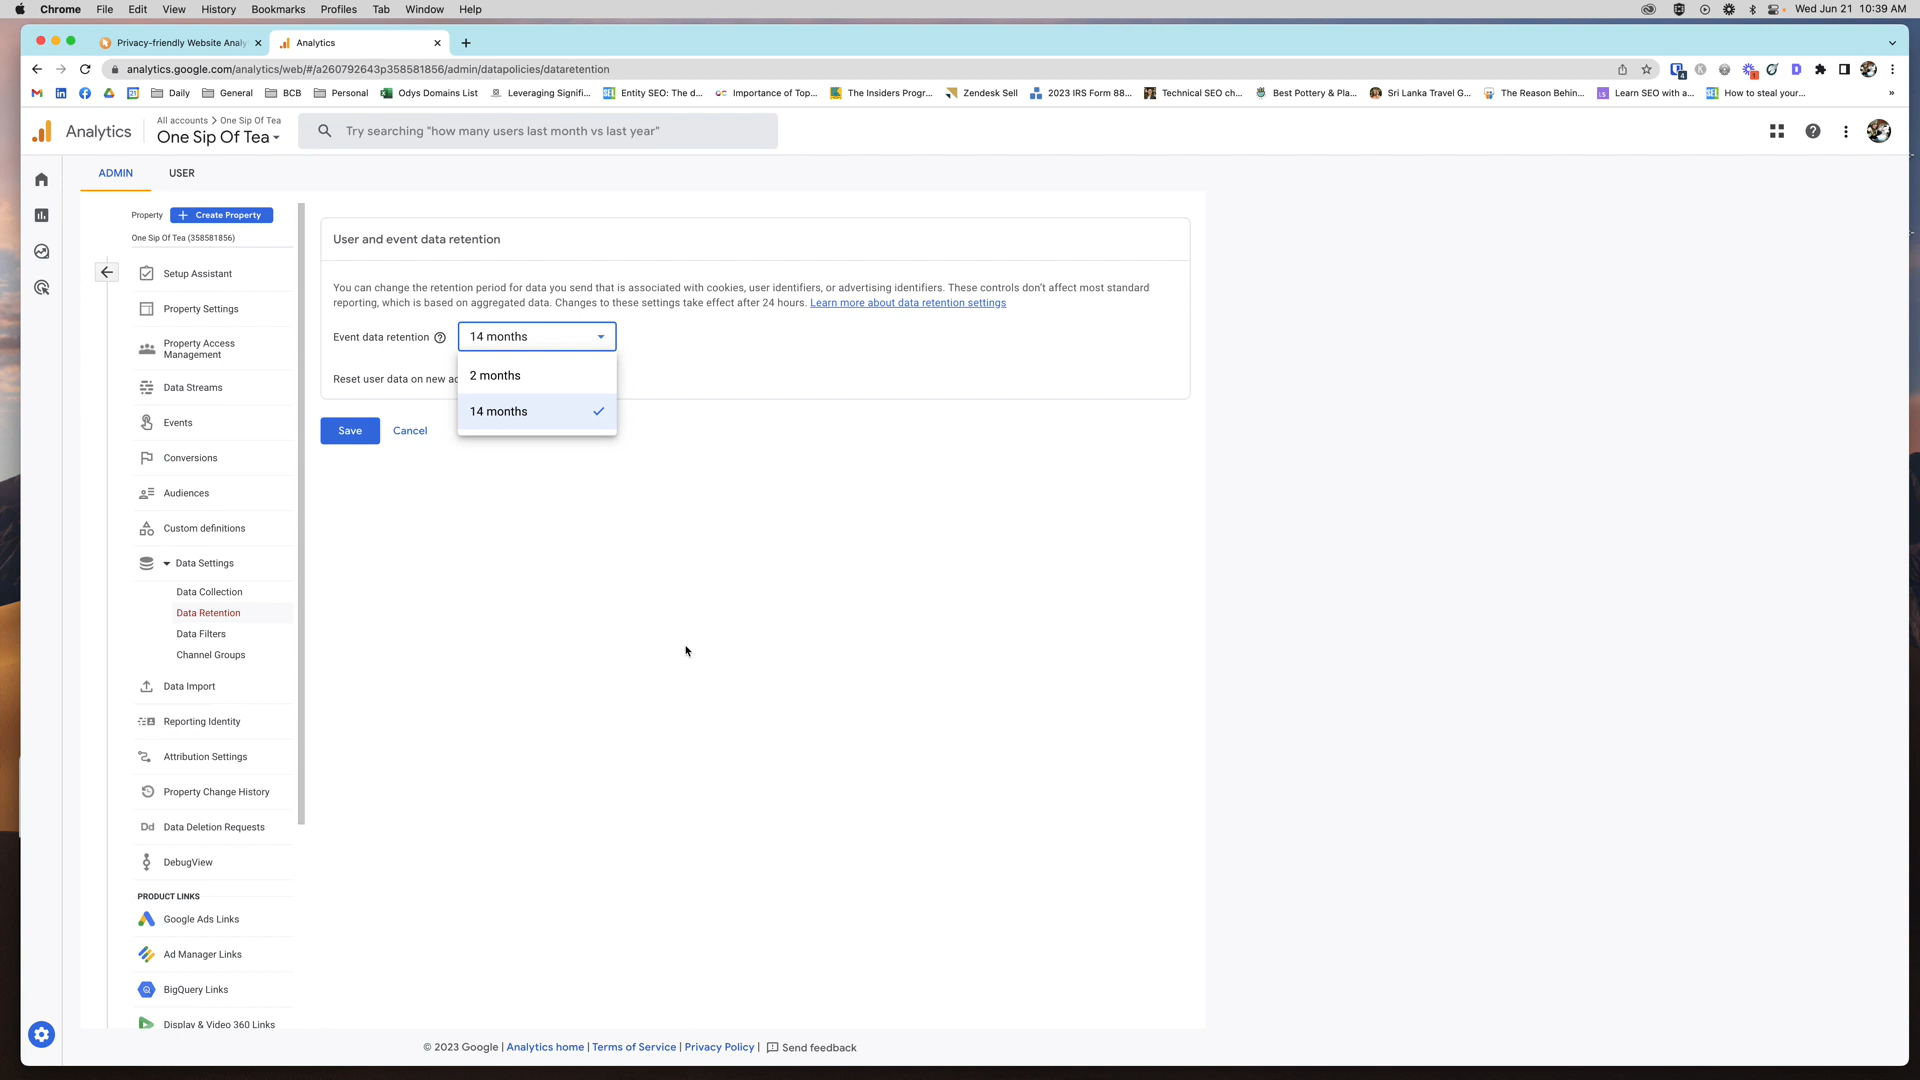 Chrome File Edit View History Bookmarks Profiles Tab Window Help Wed Jun 21 10:39 AM
Privacy-friendly Website Analy Analytics
analytics.google.com/analytics/web/#/a260792643p358581856/admin/datapolicies/dataretention
Daily General BCB Personal Odys Domains List Leveraging Signifi... Entity SEO: The d... Importance of Top... The Insiders Progr... Zendesk Sell 2023 IRS Form 88... Technical SEO ch... Best Pottery & Pla... Sri Lanka Travel G... The Reason Behin... Learn SEO with a... How to steal your... »
Analytics
All accounts > One Sip Of Tea
One Sip Of Tea
Try searching "how many users last month vs last year"
ADMIN USER
Property + Create Property
One Sip Of Tea (358581856)
Setup Assistant
Property Settings
Property Access
Management
Data Streams
Events
Conversions
Audiences
Custom definitions
Data Settings
Data Collection
Data Retention
Data Filters
Channel Groups
Data Import
Reporting Identity
Attribution Settings
Property Change History
Dd Data Deletion Requests
DebugView
PRODUCT LINKS
Google Ads Links
Ad Manager Links
BigQuery Links
Display & Video 360 Links
User and event data retention
You can change the retention period for data you send that is associated with cookies, user identifiers, or advertising identifiers. These controls don't affect most standard
reporting, which is based on aggregated data. Changes to these settings take effect after 24 hours. Learn more about data retention settings
Event data retention 14 months
2 months
Reset user data on new ac
14 months
Save Cancel
© 2023 Google | Analytics home | Terms of Service | Privacy Policy | Send feedback